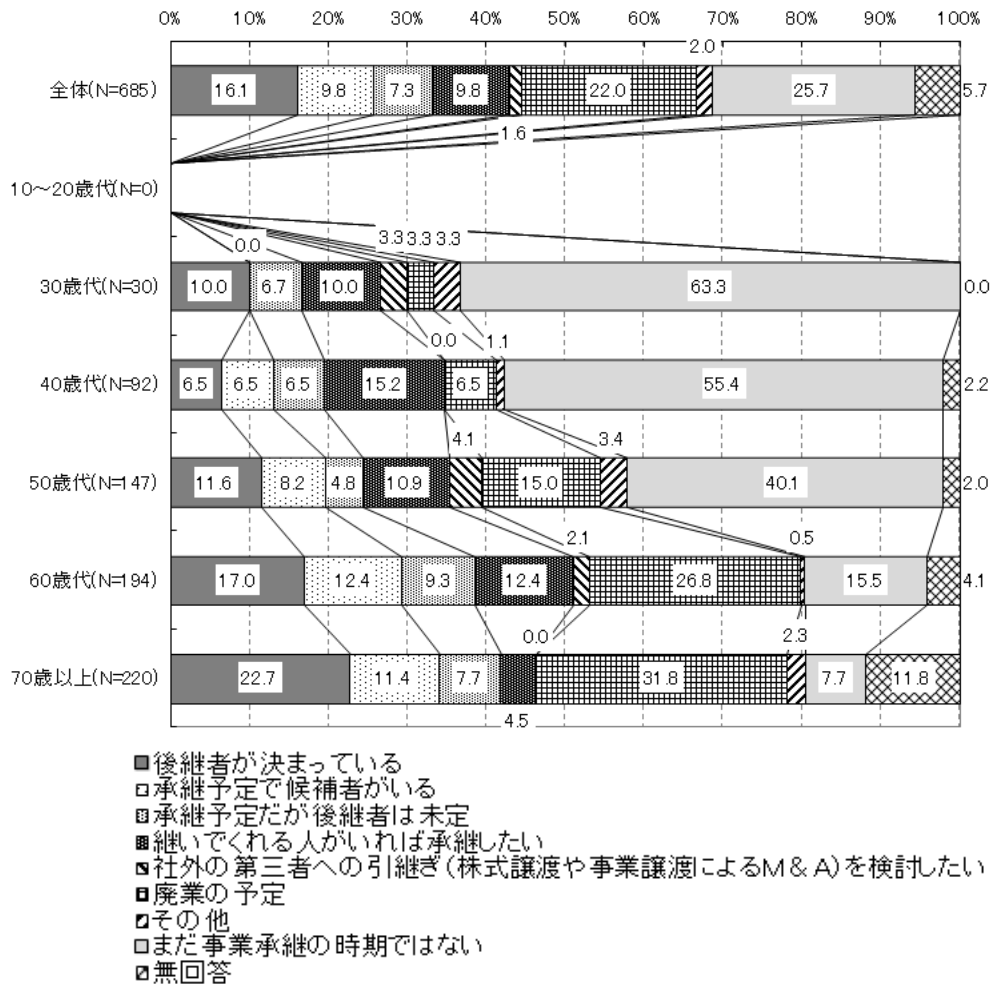 0% 10% 20% 30% 40% 50% 60% 70% 80% 90% 100%
2.0
全体(N=685) 16.1 9.8 7.3 9.8 22.0 25.7 5.7
1.6
10～20歳代(N=0)
0.0 3.3 3.3 3.3
30歳代(N=30) 10.0 6.7 10.0 63.3 0.0
0.0 1.1
40歳代(N=92) 6.5 6.5 6.5 15.2 6.5 55.4 2.2
4.1 3.4
50歳代(N=147) 11.6 8.2 4.8 10.9 15.0 40.1 2.0
2.1 0.5
60歳代(N=194) 17.0 12.4 9.3 12.4 26.8 15.5 4.1
0.0 2.3
70歳以上(N=220) 22.7 11.4 7.7 31.8 7.7 11.8
4.5
後継者が決まっている
承継予定で候補者がいる
承継予定だが後継者は未定
継いでくれる人がいれば承継したい
社外の第三者への引継ぎ(株式譲渡や事業譲渡によるM＆A)を検討したい
廃業の予定
その他
まだ事業承継の時期ではない
無回答